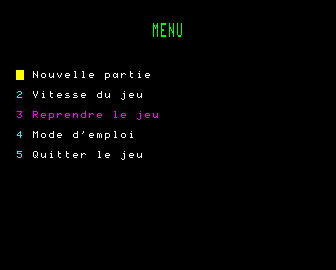 MENU
Nouvelle partie
2 Vitesse du jeu
3 Reprendre le jeu
4 Mode d'emploi
5 Quitter le jeu